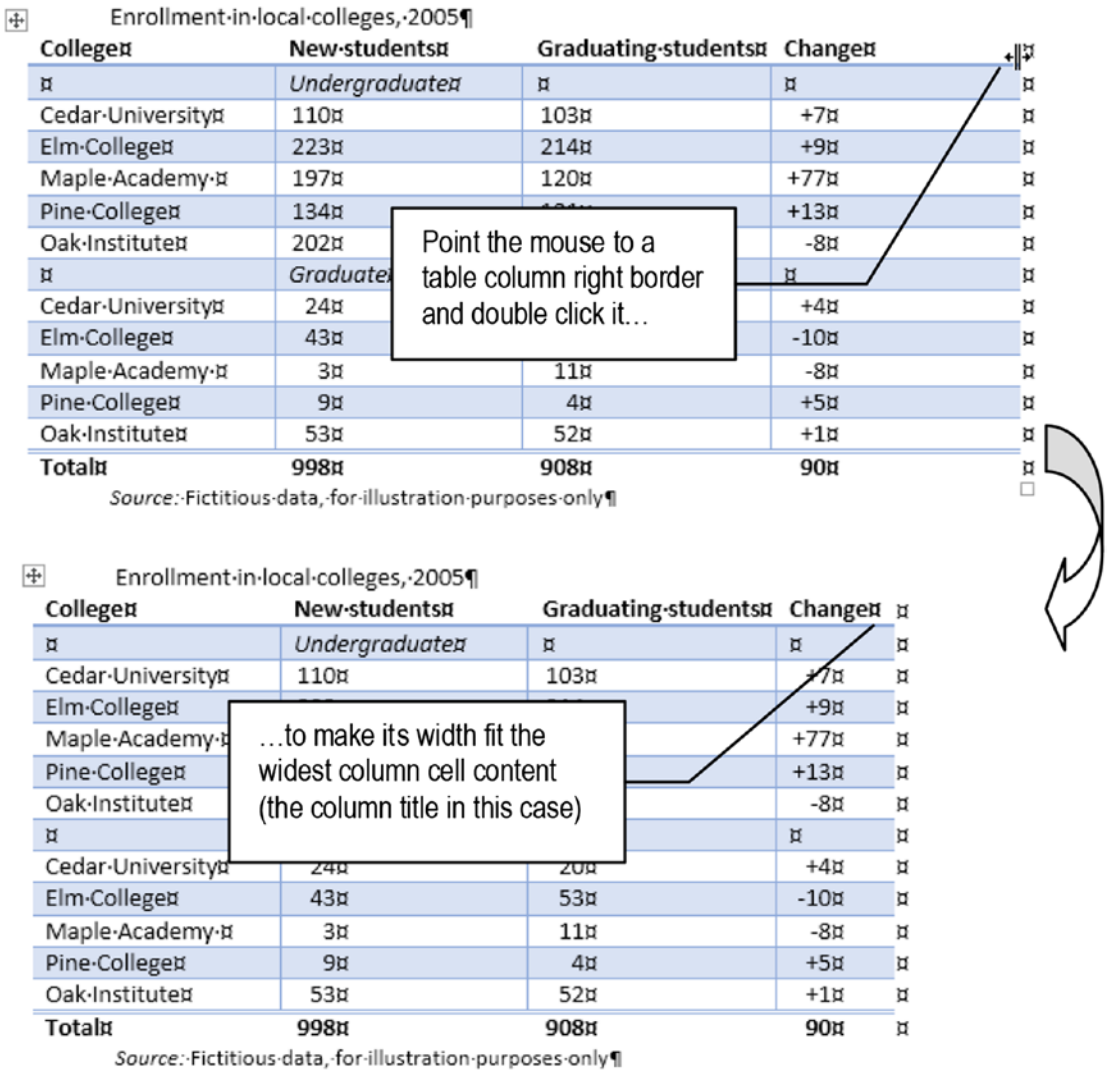 Enrollment·in·local·colleges,·2005¶
College¤ New·students¤ Graduating·students¤ Change¤ ¤
¤ Undergraduate¤ ¤ ¤ ¤
Cedar·University¤ 110¤ 103¤ +7¤ ¤
Elm·College¤ 223¤ 214¤ +9¤ ¤
Maple·Academy·¤ 197¤ 120¤ +77¤ ¤
Pine·College¤ 134¤ +13¤ ¤
Oak·Institute¤ 202¤ -8¤ ¤
¤ Graduate ¤ ¤
Cedar·University¤ 24¤ +4¤ ¤
Elm·College¤ 43¤ -10¤ ¤
Maple·Academy·¤ 3¤ 11¤ -8¤ ¤
Pine·College¤ 9¤ 4¤ +5¤ ¤
Oak·Institute¤ 53¤ 52¤ +1¤ ¤
Total¤ 998¤ 908¤ 90¤ ¤
Source:·Fictitious·data,·for·illustration·purposes·only¶
Point the mouse to a
table column right border
and double click it…
Enrollment·in·local·colleges,·2005¶
College¤ New·students¤ Graduating·students¤ Change¤ ¤
¤ Undergraduate¤ ¤ ¤ ¤
Cedar·University¤ 110¤ 103¤ +7¤ ¤
Elm·College¤ +9¤ ¤
Maple·Academy· +77¤ ¤
Pine·College¤ +13¤ ¤
Oak·Institute¤ -8¤ ¤
¤ ¤ ¤
Cedar·University¤ 24¤ 20¤ +4¤ ¤
Elm·College¤ 43¤ 53¤ -10¤ ¤
Maple·Academy·¤ 3¤ 11¤ -8¤ ¤
Pine·College¤ 9¤ 4¤ +5¤ ¤
Oak·Institute¤ 53¤ 52¤ +1¤ ¤
Total¤ 998¤ 908¤ 90¤ ¤
Source:·Fictitious·data,·for·illustration·purposes·only¶
…to make its width fit the
widest column cell content
(the column title in this case)